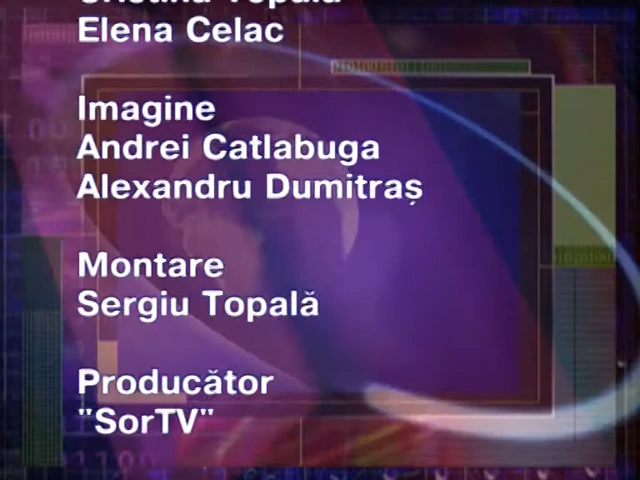 Elena Celac
Imagine
Andrei Catlabuga
Alexandru Dumitraș
Montare
Sergiu Topală
Producător
"SorTV"